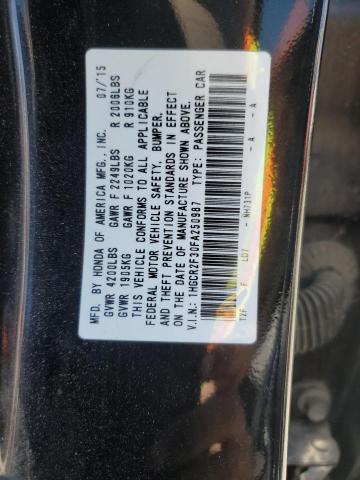 MFD. BY HONDA OF AMERICA MFG., INC. 07/'15
GVWR 4200LBS GAWR F 2249LBS R 2006LBS
GVWR 1905KG GAWR F 1020KG R 910KG
THIS VEHICLE CONFORMS TO ALL APPLICABLE
FEDERAL MOTOR VEHICLE SAFETY, BUMPER,
AND THEFT PREVENTION STANDARDS IN EFFECT
ON THE DATE OF MANUFACTURE SHOWN ABOVE.
V.I.N.: 1HGCR2F30FA250987 TYPE: PASSENGER CAR
T2F F LD7 - NH731P - A - A